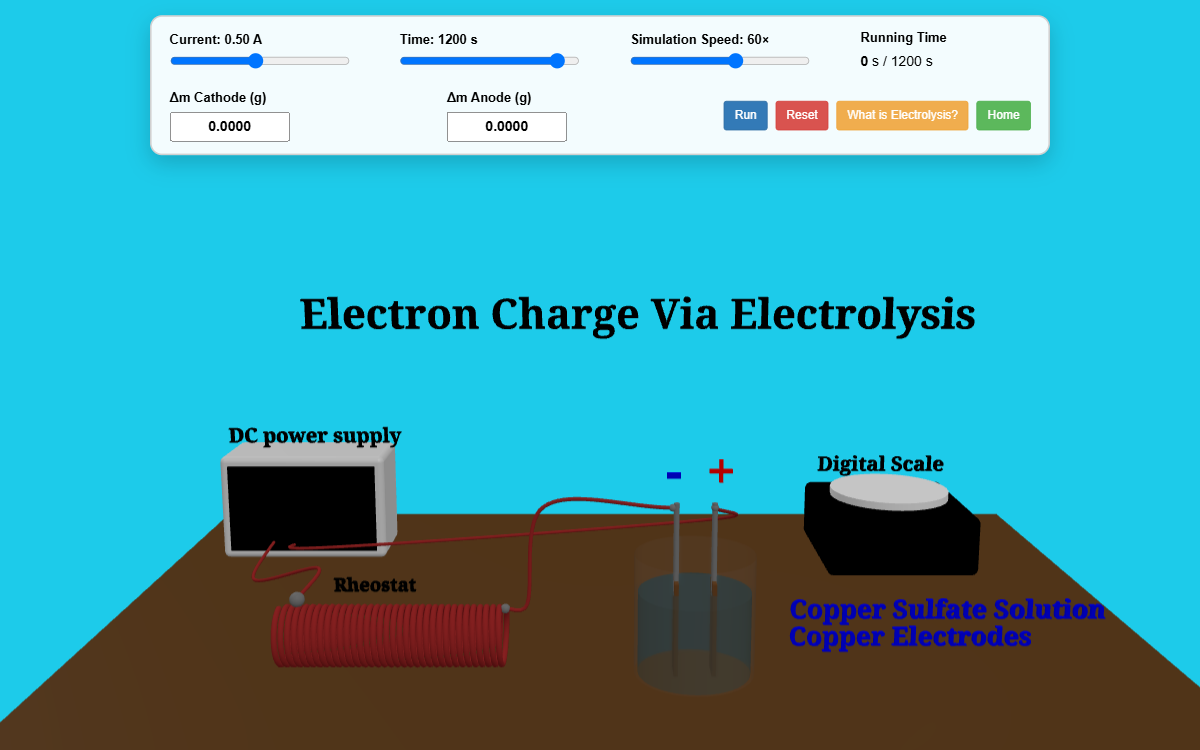 Current: 0.50 A
Time: 1200 s
Simulation Speed: 60×
Running Time
0 s / 1200 s
Δm Cathode (g)
0.0000
Δm Anode (g)
0.0000
Run
Reset
What is Electrolysis?
Home
Electron Charge Via Electrolysis
DC power supply
- +
Digital Scale
Rheostat
Copper Sulfate Solution
Copper Electrodes